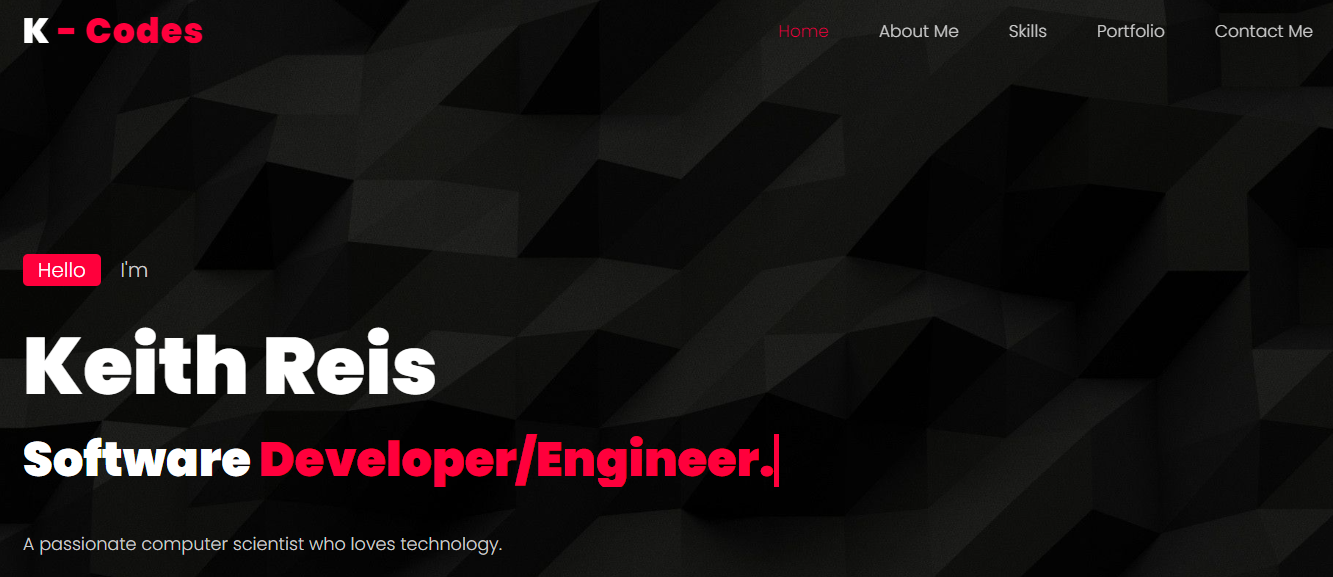 K - Codes
Home About Me Skills Portfolio Contact Me
Hello I'm
Keith Reis
Software Developer/Engineer.
A passionate computer scientist who loves technology.